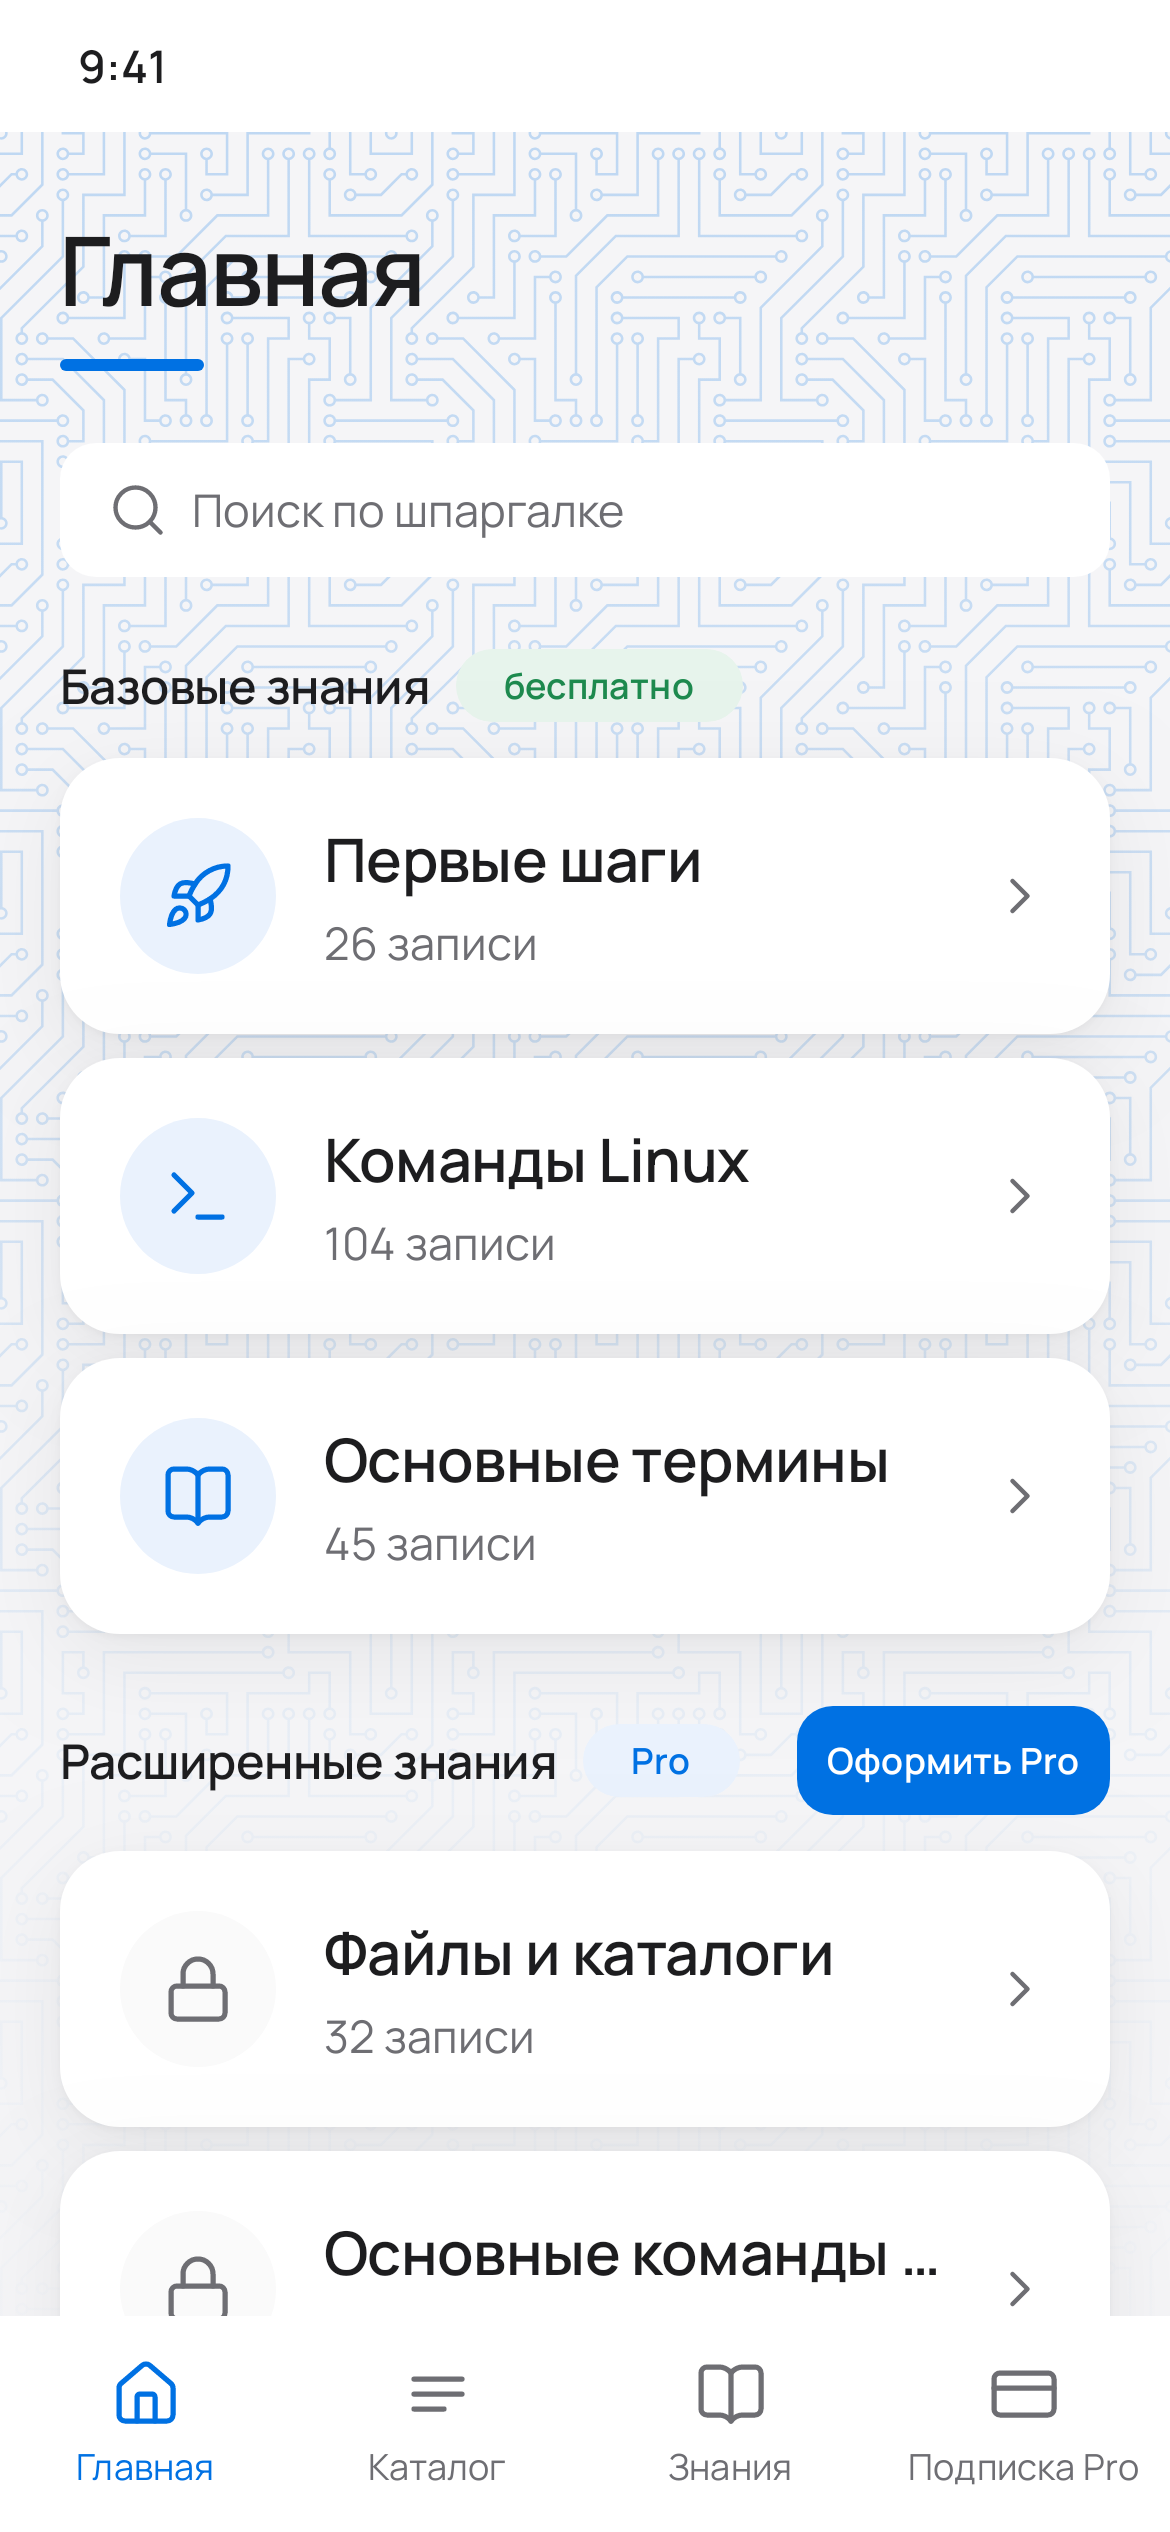 9:41
Главная
Поиск по шпаргалке
Базовые знания бесплатно
Первые шаги
26 записи
Команды Linux
104 записи
Основные термины
45 записи
Расширенные знания Pro Оформить Pro
Файлы и каталоги
32 записи
Основные команды ...
Главная Каталог Знания Подписка Pro